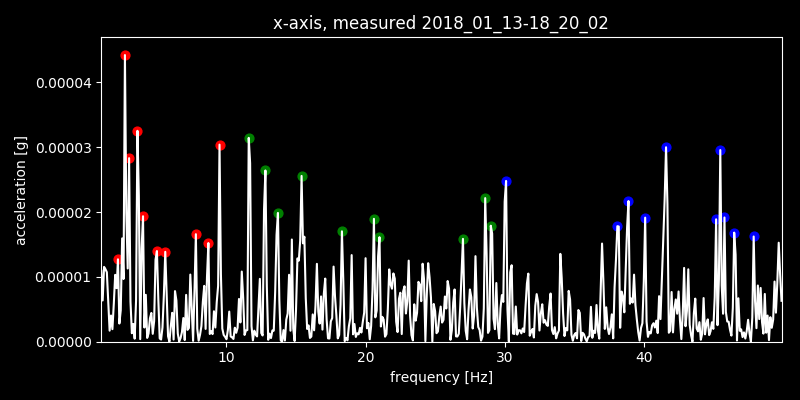 x-axis, measured 2018_01_13-18_20_02
acceleration [g]
0.00004
0.00003
0.00002
0.00001
0.00000
10 20 30 40
frequency [Hz]